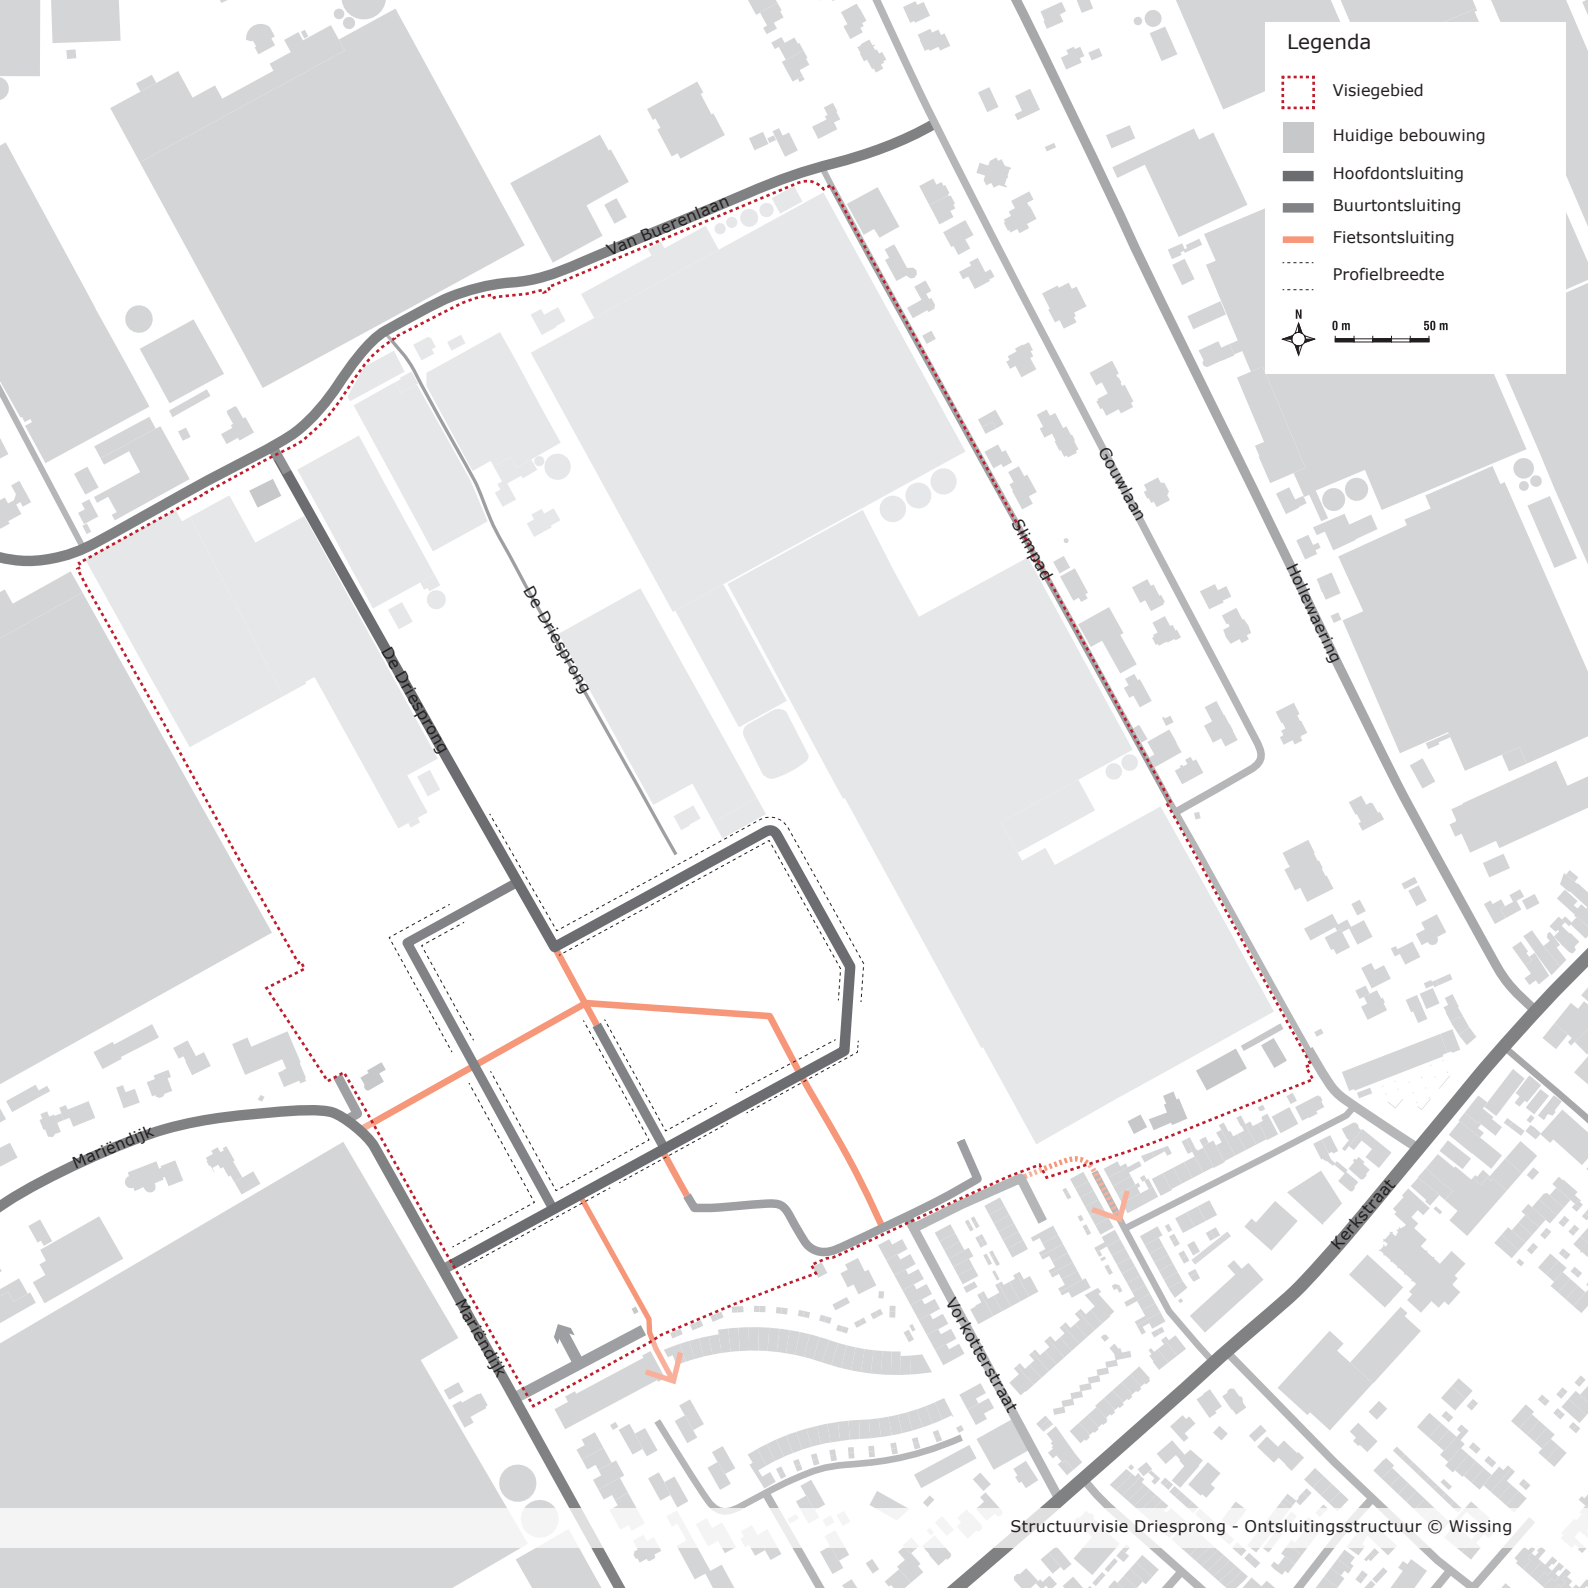 Legenda
Visiegebied
Huidige bebouwing
Hoofdontsluiting
Buurtontsluiting
Fietsontsluiting
Profielbreedte
N
0 m 50 m
Van Buerenlaan
Gouwlaan
Slimpad
Hollewaering
De Driesprong
De Driesprong
Mariëndijk
Mariëndijk
Vorkotterstraat
Kerkstraat
Structuurvisie Driesprong - Ontsluitingsstructuur © Wissing